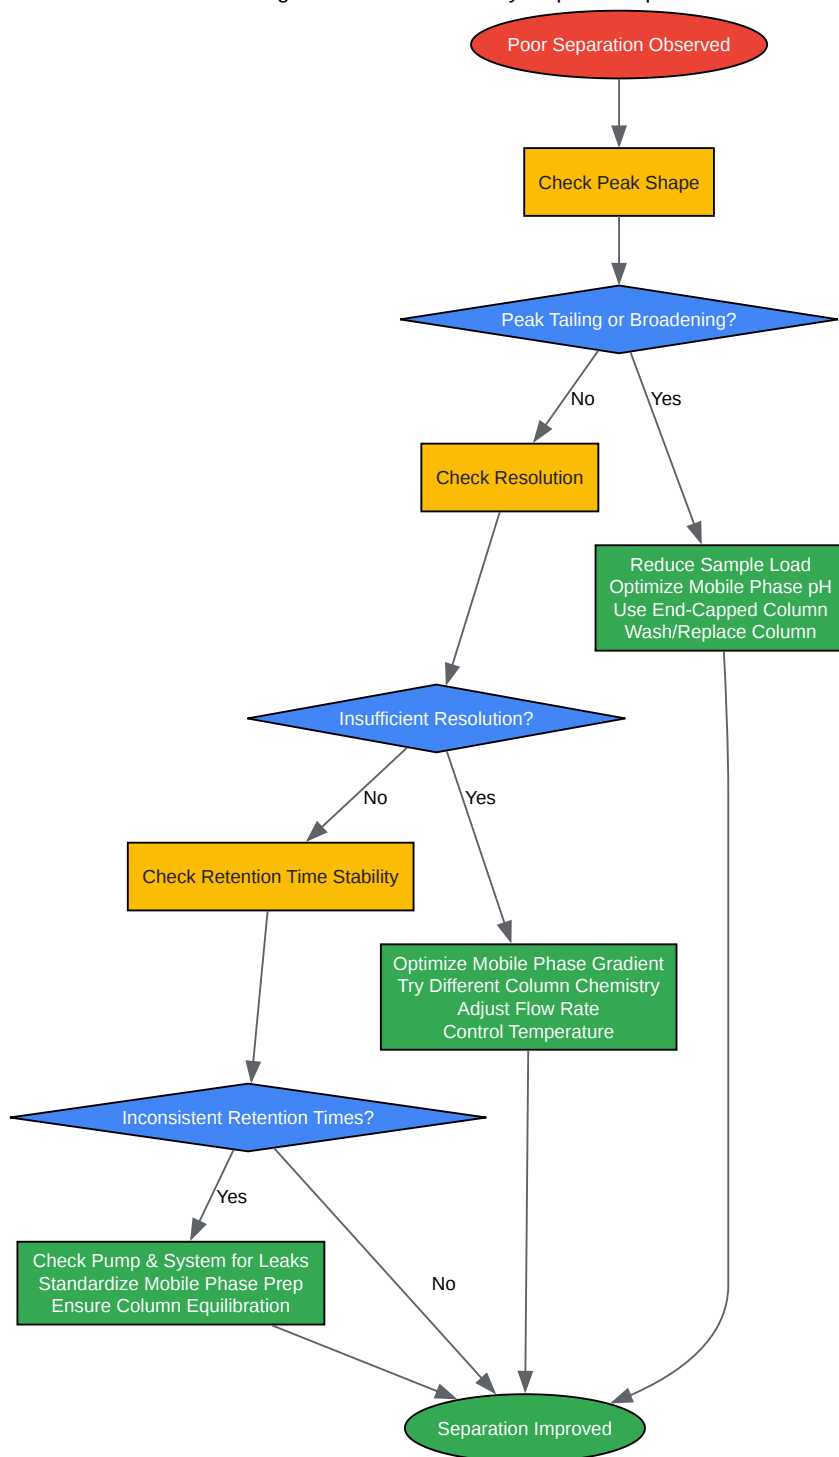 Poor Separation Observed
Check Peak Shape
Peak Tailing or Broadening?
No
Yes
Check Resolution
Reduce Sample Load
Optimize Mobile Phase pH
Use End-Capped Column
Wash/Replace Column
Insufficient Resolution?
No
Yes
Check Retention Time Stability
Optimize Mobile Phase Gradient
Try Different Column Chemistry
Adjust Flow Rate
Control Temperature
Inconsistent Retention Times?
Yes
No
Check Pump & System for Leaks
Standardize Mobile Phase Prep
Ensure Column Equilibration
Separation Improved